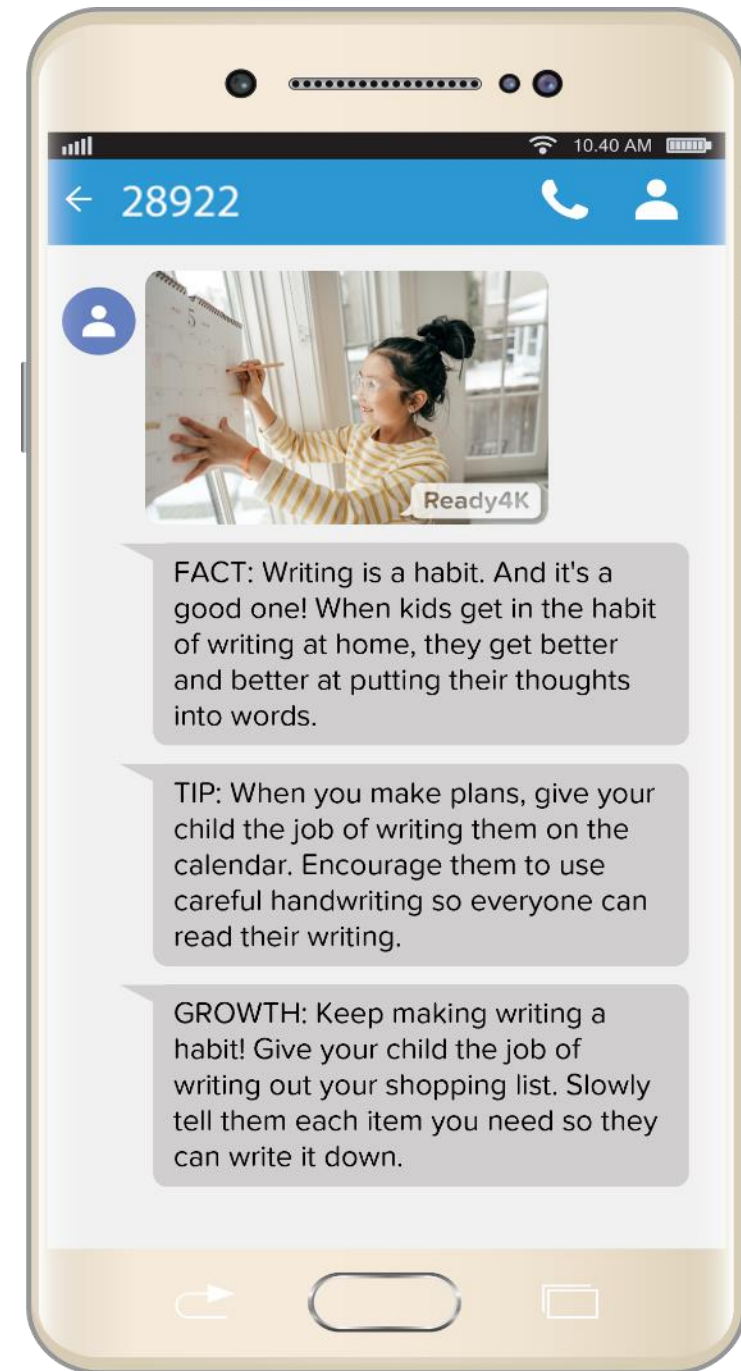 10.40 AM
28922
5
Ready4K
FACT: Writing is a habit. And it's a
good one! When kids get in the habit
of writing at home, they get better
and better at putting their thoughts
into words.
TIP: When you make plans, give your
child the job of writing them on the
calendar. Encourage them to use
careful handwriting so everyone can
read their writing.
GROWTH: Keep making writing a
habit! Give your child the job of
writing out your shopping list. Slowly
tell them each item you need so they
can write it down.